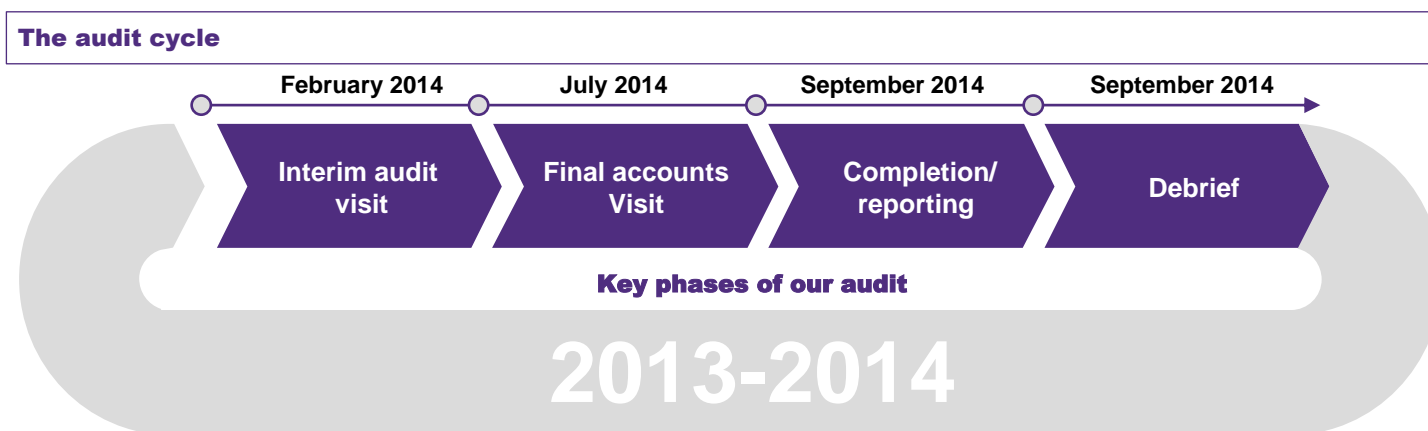 The audit cycle
February 2014 July 2014 September 2014 September 2014
Interim audit
visit
Final accounts
Visit
Completion/
reporting
Debrief
Key phases of our audit
2013-2014